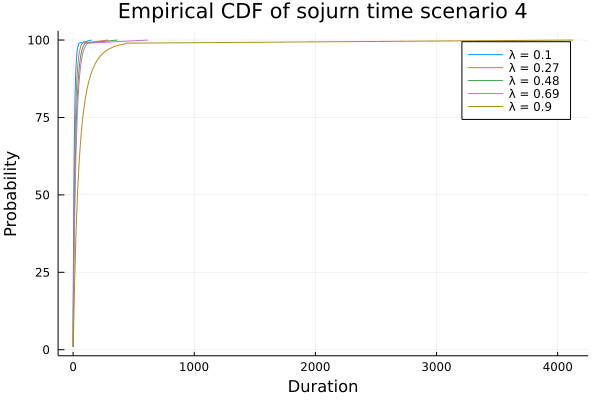 Empirical CDF of sojurn time scenario 4
100
75
50
25
0
Probability
λ = 0.1
λ = 0.27
λ = 0.48
λ = 0.69
λ = 0.9
0 1000 2000 3000 4000
Duration